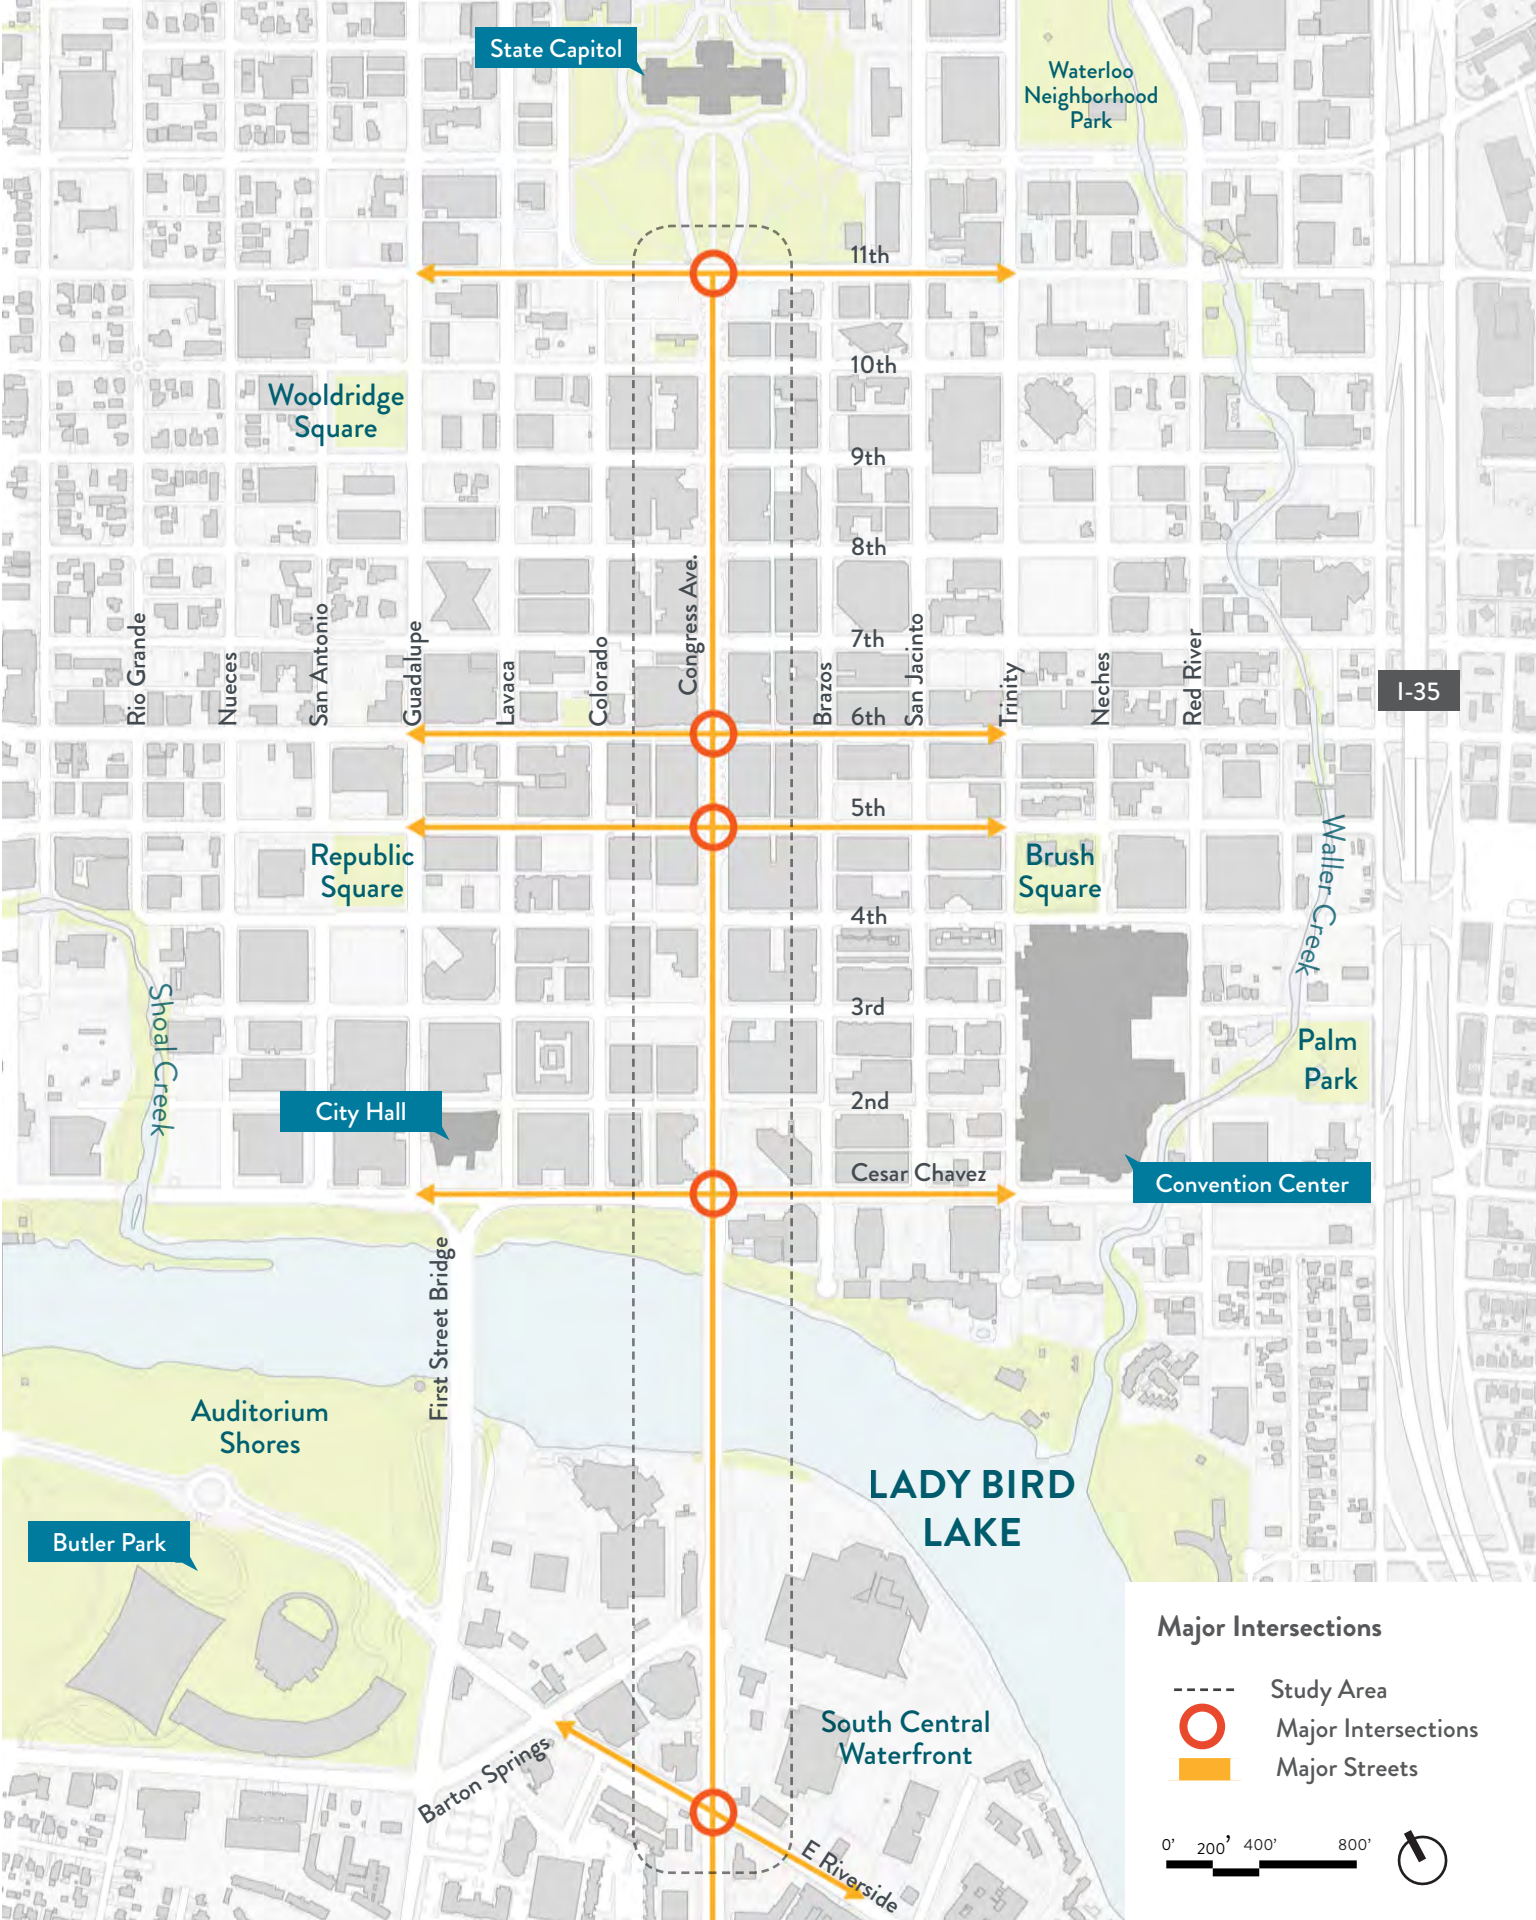 State Capitol
Waterloo
Neighborhood
Park
11th
10th
Wooldridge
Square
9th
8th
7th
Rio Grande
Nueces
San Antonio
Guadalupe
Lavaca
Colorado
Congress Ave.
Brazos
San Jacinto
Trinity
Neches
Red River
I-35
6th
5th
Republic
Square
Brush
Square
Waller Creek
4th
Shoal Creek
3rd
Palm
Park
City Hall
2nd
Cesar Chavez
Convention Center
First Street Bridge
Auditorium
Shores
LADY BIRD
LAKE
Butler Park
South Central
Waterfront
Barton Springs
E Riverside
Major Intersections
Study Area
Major Intersections
Major Streets
0' 200' 400' 800'